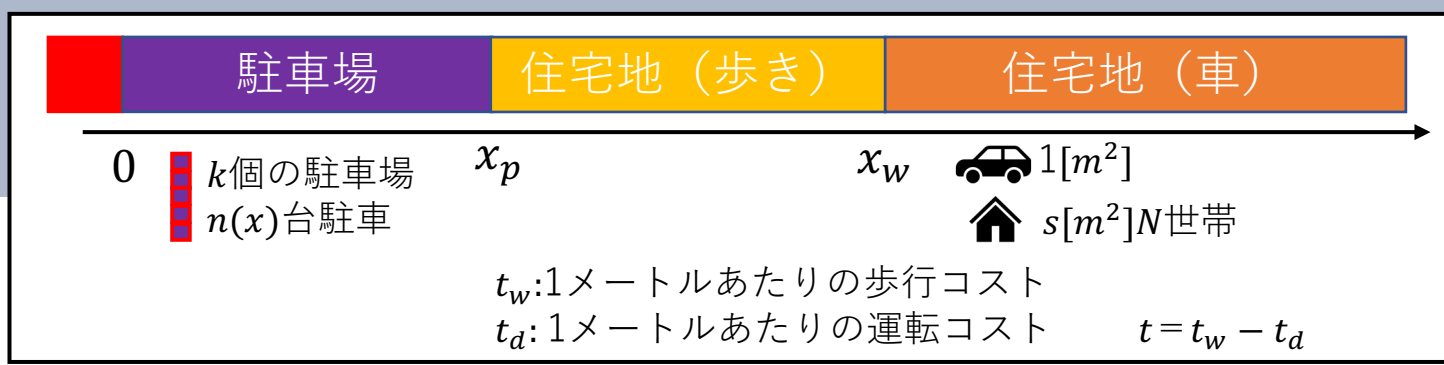 駐車場 住宅地（歩き） 住宅地（車）
0 x_p x_w 1[m²]
k個の駐車場
n(x)台駐車 s[m²]N世帯
t_w:1メートルあたりの歩行コスト
t_d:1メートルあたりの運転コスト t=t_w − t_d